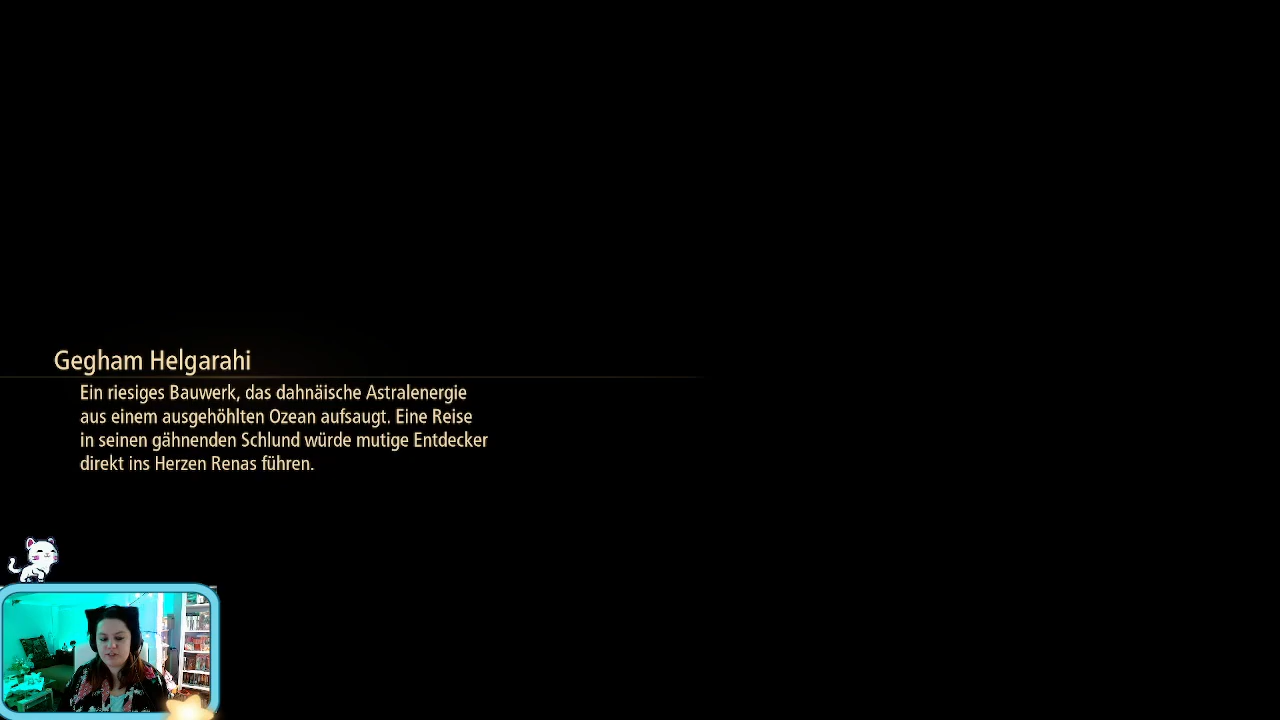 Gegham Helgarahi
Ein riesiges Bauwerk, das dahnäische Astralenergie
aus einem ausgehöhlten Ozean aufsaugt. Eine Reise
in seinen gähnenden Schlund würde mutige Entdecker
direkt ins Herzen Renas führen.